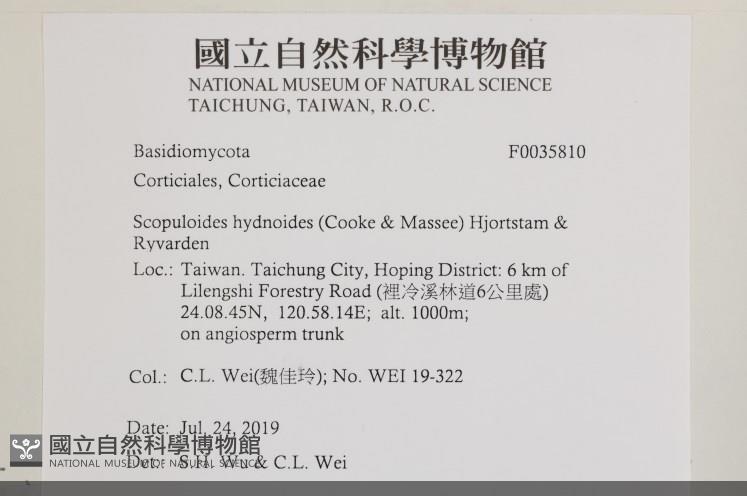 國立自然科學博物館
NATIONAL MUSEUM OF NATURAL SCIENCE
TAICHUNG, TAIWAN, R.O.C.
Basidiomycota F0035810
Corticiales, Corticiaceae
Scopuloides hydnoides (Cooke & Massee) Hjortstam &
Ryvarden
Loc.: Taiwan. Taichung City, Hoping District: 6 km of
Lilengshi Forestry Road (裡冷溪林道6公里處)
24.08.45N, 120.58.14E; alt. 1000m;
on angiosperm trunk
Col.: C.L. Wei(魏佳玲); No. WEI 19-322
Date: Jul. 24, 2019
國立自然科學博物館
NATIONAL MUSEUM OF NATURAL SCIENCE
Det.: S.H. Wu & C.L. Wei